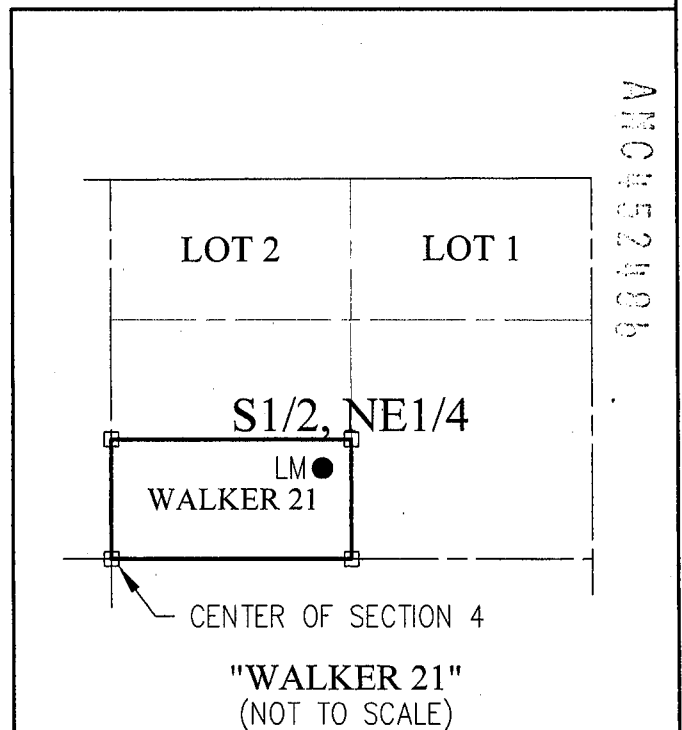 AMC452486
LOT 2
LOT 1
S1/2, NE1/4
LM
WALKER 21
CENTER OF SECTION 4
"WALKER 21"
(NOT TO SCALE)